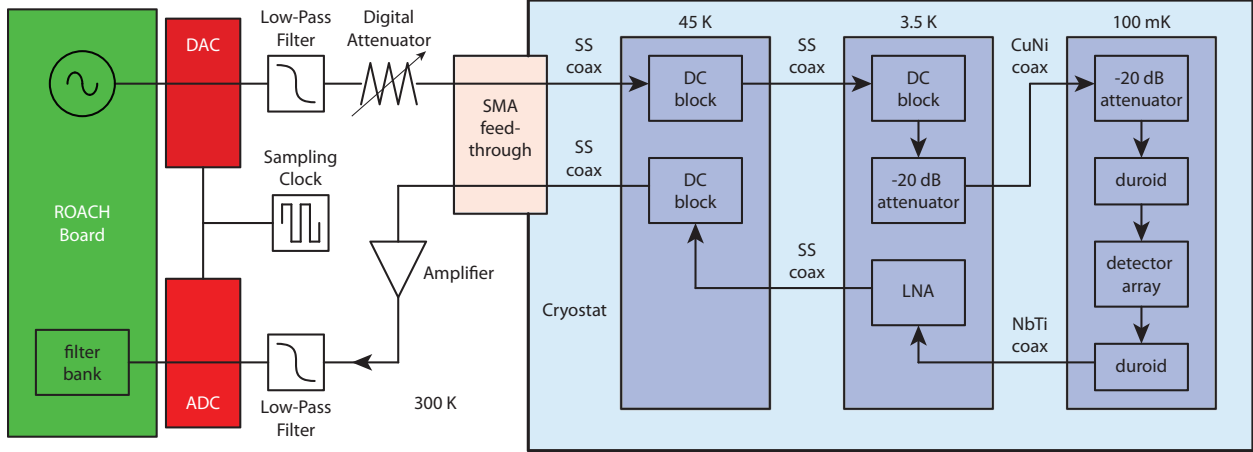 ROACH
Board
filter
bank
DAC
ADC
Low-Pass
Filter
Digital
Attenuator
Sampling
Clock
Amplifier
Low-Pass
Filter
300 K
SMA
feed-
through
Cryostat
SS
coax
SS
coax
45 K
DC
block
DC
block
SS
coax
SS
coax
3.5 K
DC
block
-20 dB
attenuator
LNA
CuNi
coax
NbTi
coax
100 mK
-20 dB
attenuator
duroid
detector
array
duroid